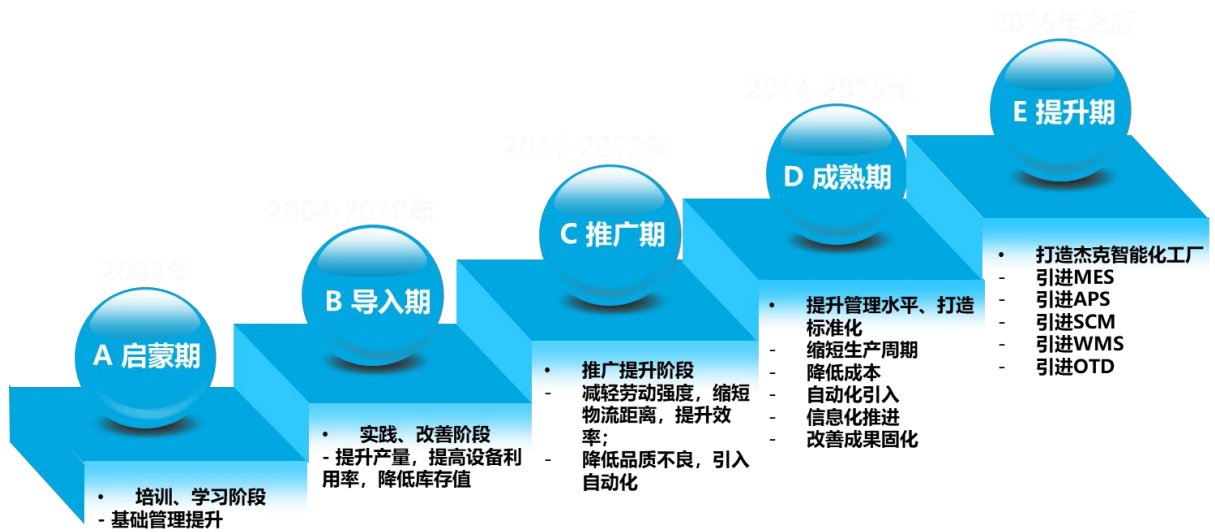 2003年
A 启蒙期
• 培训、学习阶段
- 基础管理提升
2004-2010年
B 导入期
• 实践、改善阶段
- 提升产量，提高设备利
用率，降低库存值
2011-2013年
C 推广期
• 推广提升阶段
- 减轻劳动强度，缩短
物流距离，提升效
率；
- 降低品质不良，引入
自动化
2014-2015年
D 成熟期
• 提升管理水平、打造
标准化
- 缩短生产周期
- 降低成本
- 自动化引入
- 信息化推进
- 改善成果固化
2016年之后
E 提升期
• 打造杰克智能化工厂
- 引进MES
- 引进APS
- 引进SCM
- 引进WMS
- 引进OTD